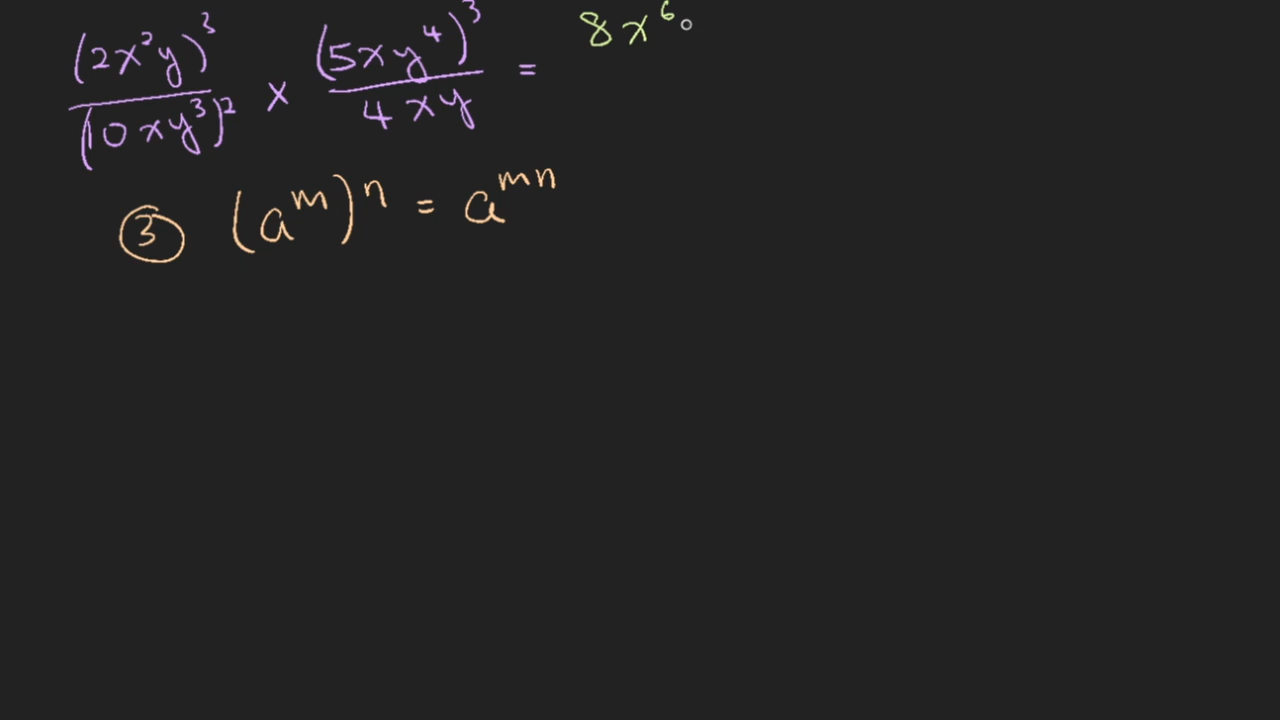 (2x²y)³/(10xy³)² × (5xy⁴)³/4xy = 8x⁶
③ (aᵐ)ⁿ = aᵐⁿ